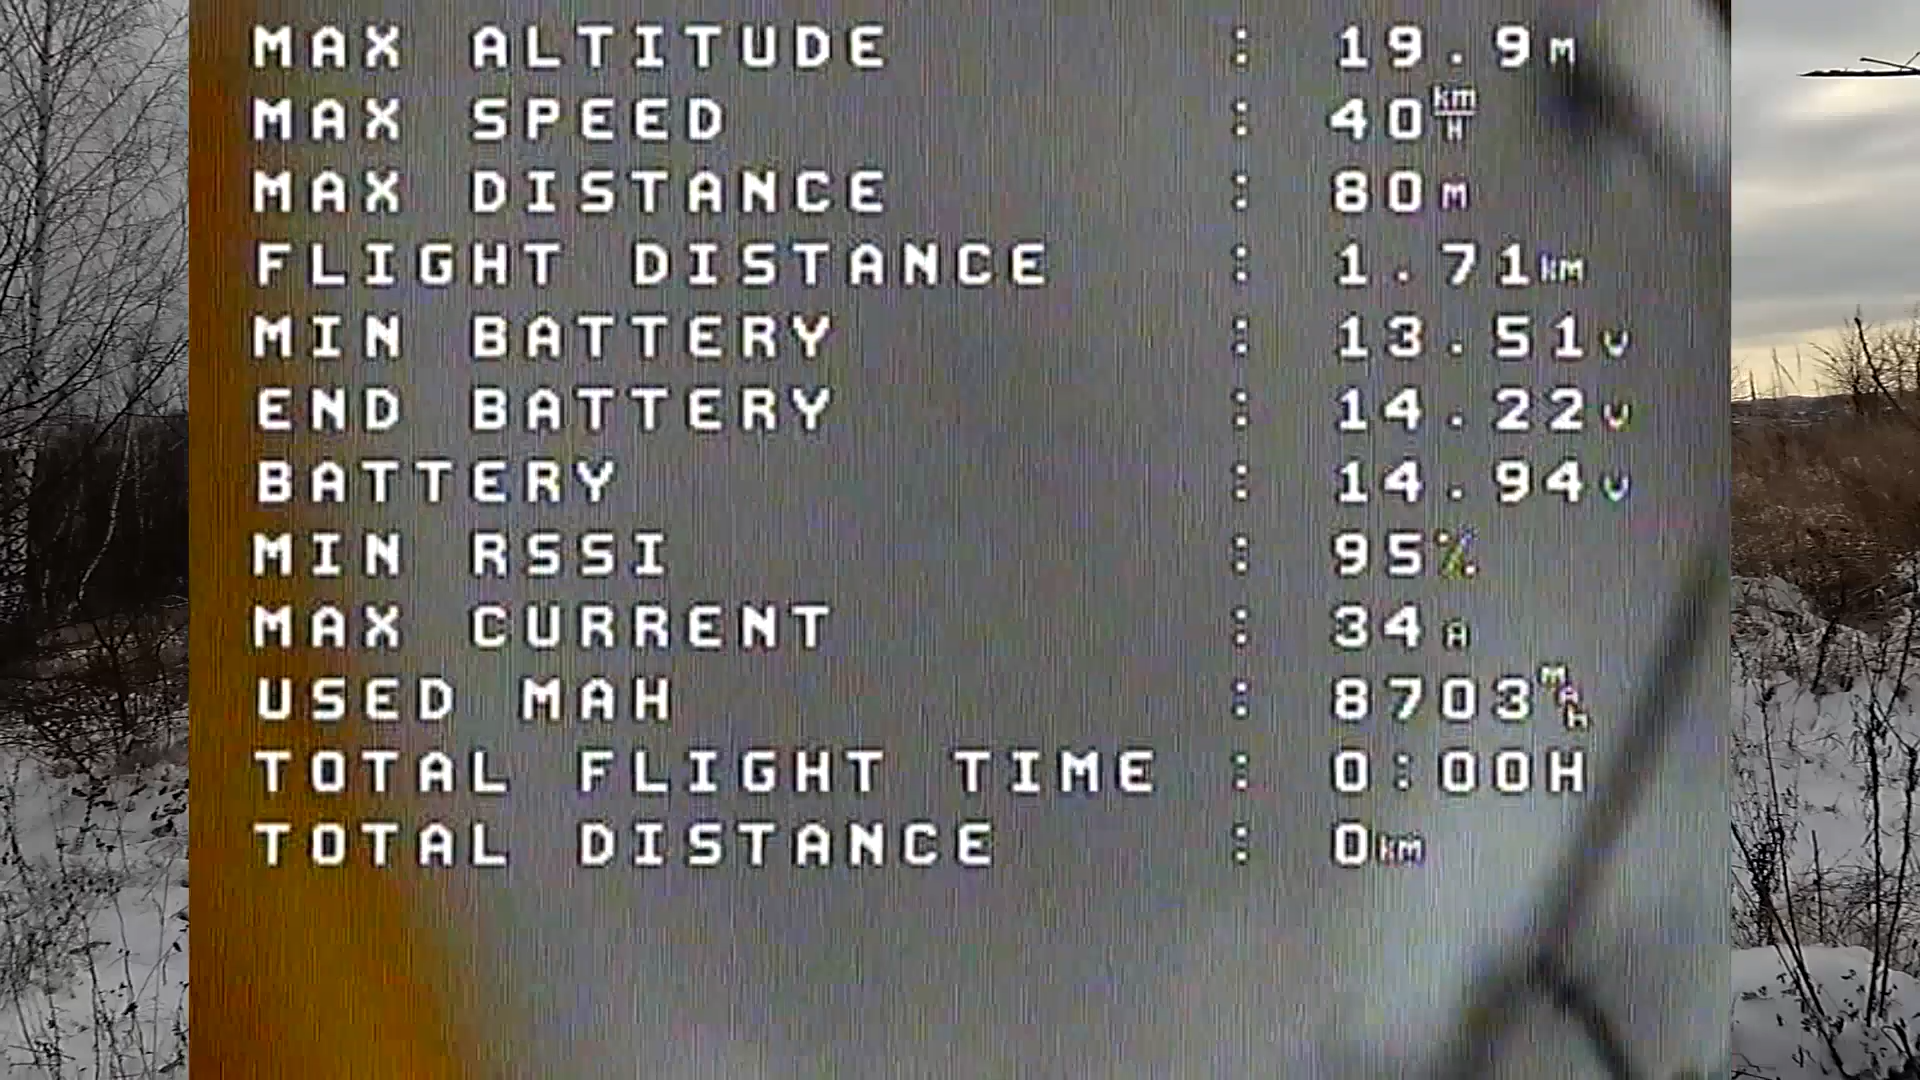 MAX ALTITUDE : 19.9M
MAX SPEED : 40km/H
MAX DISTANCE : 80M
FLIGHT DISTANCE : 1.71km
MIN BATTERY : 13.51V
END BATTERY : 14.22V
BATTERY : 14.94V
MIN RSSI : 95%
MAX CURRENT : 34A
USED MAH : 8703MAH
TOTAL FLIGHT TIME : 0:00H
TOTAL DISTANCE : 0km